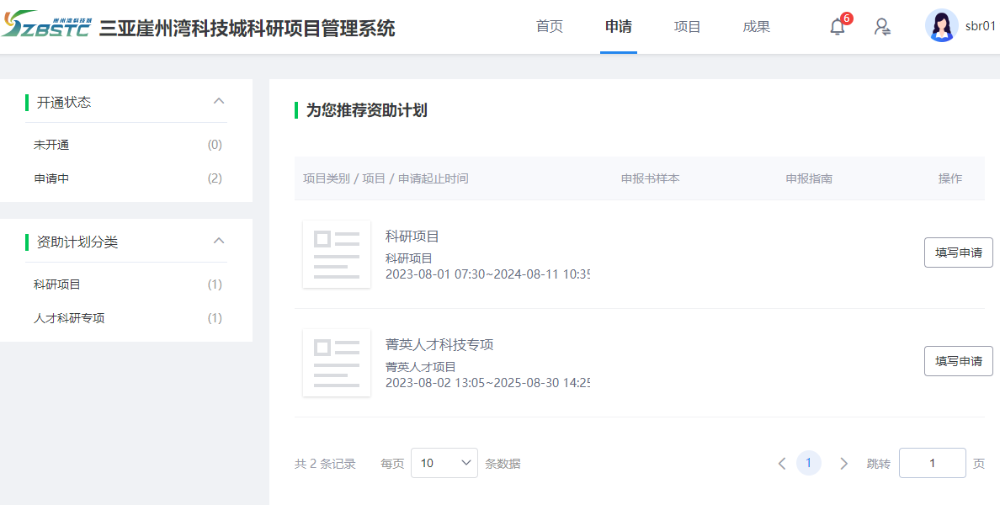 崖州湾科技城
YZBSTC
三亚崖州湾科技城科研项目管理系统
首页
申请
项目
成果
6
sbr01
开通状态
未开通 (0)
申请中 (2)
资助计划分类
科研项目 (1)
人才科研专项 (1)
为您推荐资助计划
项目类别 / 项目 / 申请起止时间 申报书样本 申报指南 操作
科研项目
科研项目
2023-08-01 07:30~2024-08-11 10:35
填写申请
菁英人才科技专项
菁英人才项目
2023-08-02 13:05~2025-08-30 14:25
填写申请
共 2 条记录 每页 10 条数据 1 跳转 1 页